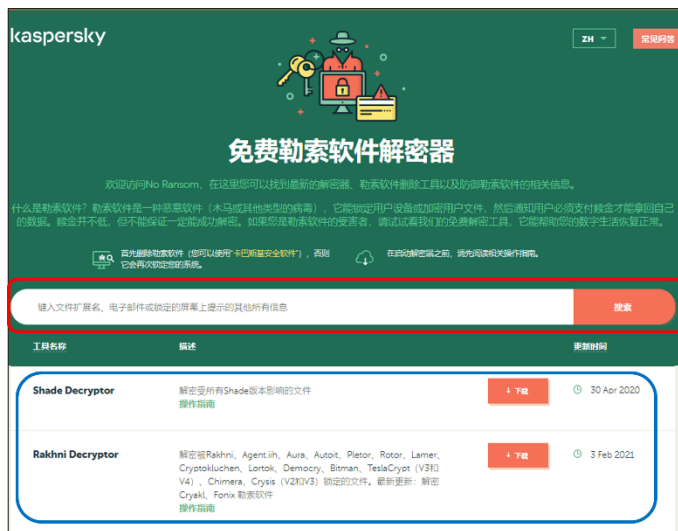 kaspersky
ZH
常见问答
免费勒索软件解密器
欢迎访问No Ransom，在这里您可以找到最新的解密器、勒索软件删除工具以及防御勒索软件的相关信息。
什么是勒索软件？勒索软件是一种恶意软件（木马或其他类型的病毒），它能锁定用户设备或加密用户文件，然后通知用户必须支付赎金才能拿回自己
的数据。赎金并不低，但不能保证一定能成功解密。如果您是勒索软件的受害者，请试试看我们的免费解密工具，它能帮助您的数字生活恢复正常。
首先删除勒索软件（您可以使用“卡巴斯基安全软件”），否则
它会再次锁定您的系统。
在启动解密器之前，请先阅读相关操作指南。
键入文件扩展名、电子邮件或锁定的屏幕上提示的其他所有信息
搜索
工具名称 描述 更新时间
Shade Decryptor 解密受所有Shade版本影响的文件 下载 30 Apr 2020
操作指南
Rakhni Decryptor 解密被Rakhni、Agent.iih、Aura、Autoit、Pletor、Rotor、Lamer、 下载 3 Feb 2021
Cryptokluchen、Lortok、Democry、Bitman、TeslaCrypt（V3和
V4）、Chimera、Crysis（V2和V3）锁定的文件。最新更新：解密
Cryakl、Fonix 勒索软件
操作指南